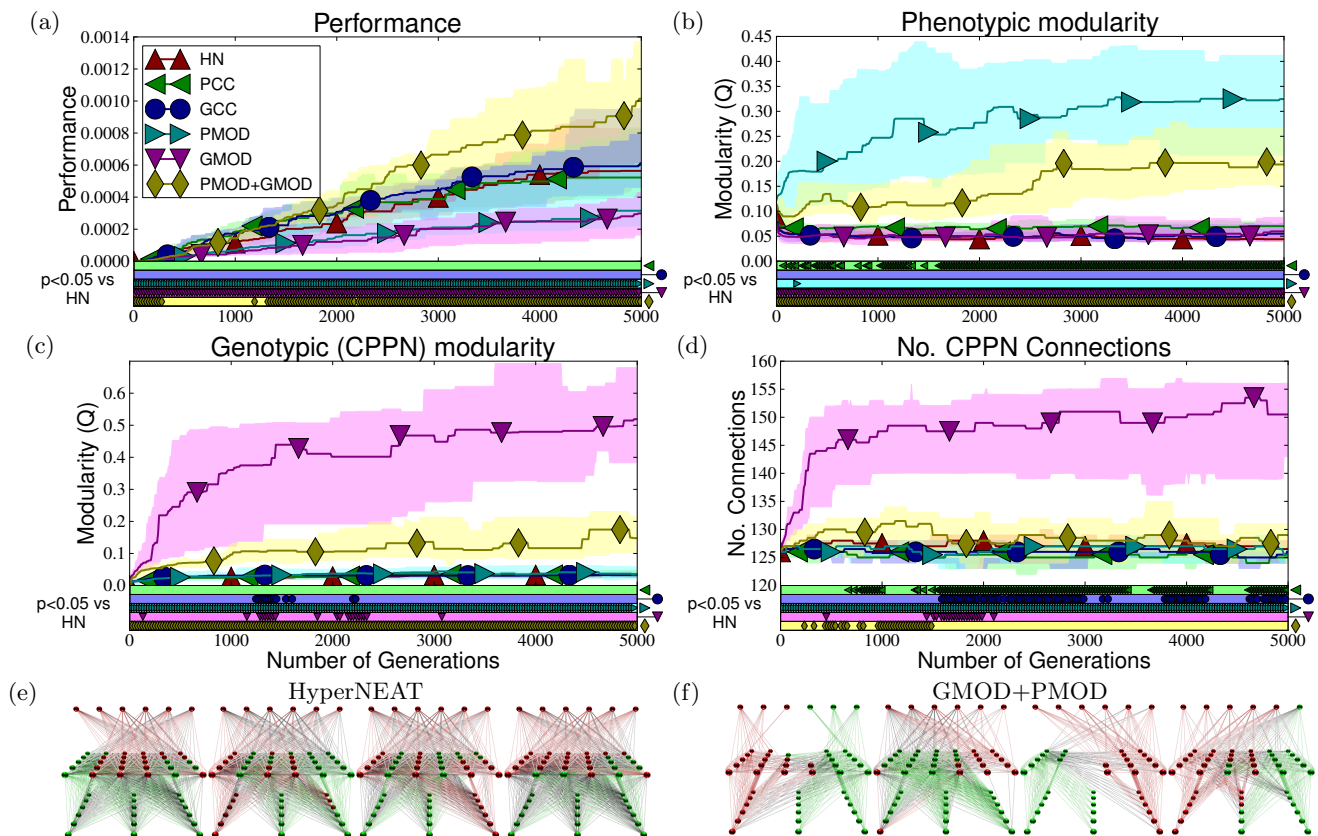 (a)
Performance
0.0014
0.0012
0.0010
0.0008
0.0006
0.0004
0.0002
0.0000
Performance
HN
PCC
GCC
PMOD
GMOD
PMOD+GMOD
p<0.05 vs
HN
0 1000 2000 3000 4000 5000
(b)
Phenotypic modularity
0.45
0.40
0.35
0.30
0.25
0.20
0.15
0.10
0.05
0.00
Modularity (Q)
p<0.05 vs
HN
0 1000 2000 3000 4000 5000
(c)
Genotypic (CPPN) modularity
0.6
0.5
0.4
0.3
0.2
0.1
0.0
Modularity (Q)
p<0.05 vs
HN
0 1000 2000 3000 4000 5000
Number of Generations
(d)
No. CPPN Connections
160
155
150
145
140
135
130
125
120
No. Connections
p<0.05 vs
HN
0 1000 2000 3000 4000 5000
Number of Generations
(e)
HyperNEAT
(f)
GMOD+PMOD